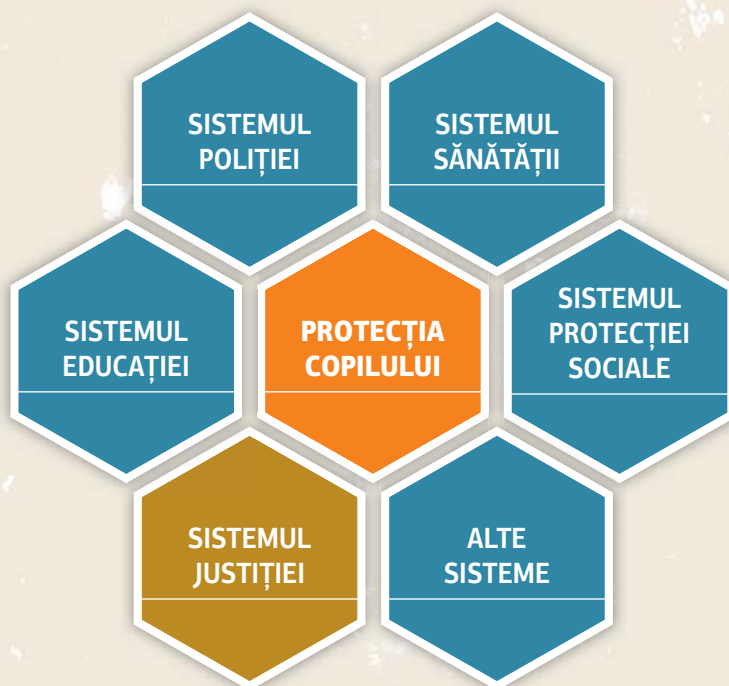 SISTEMUL
POLIȚIEI
SISTEMUL
SĂNĂTĂȚII
SISTEMUL
EDUCAȚIEI
PROTECȚIA
COPILULUI
SISTEMUL
PROTECȚIEI
SOCIALE
SISTEMUL
JUSTIȚIEI
ALTE
SISTEME